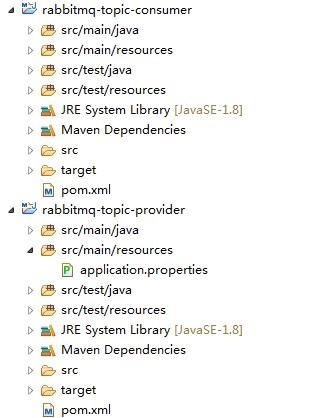 rabbitmq-topic-consumer
src/main/java
src/main/resources
src/test/java
src/test/resources
JRE System Library [JavaSE-1.8]
Maven Dependencies
src
target
pom.xml
rabbitmq-topic-provider
src/main/java
src/main/resources
application.properties
src/test/java
src/test/resources
JRE System Library [JavaSE-1.8]
Maven Dependencies
src
target
pom.xml